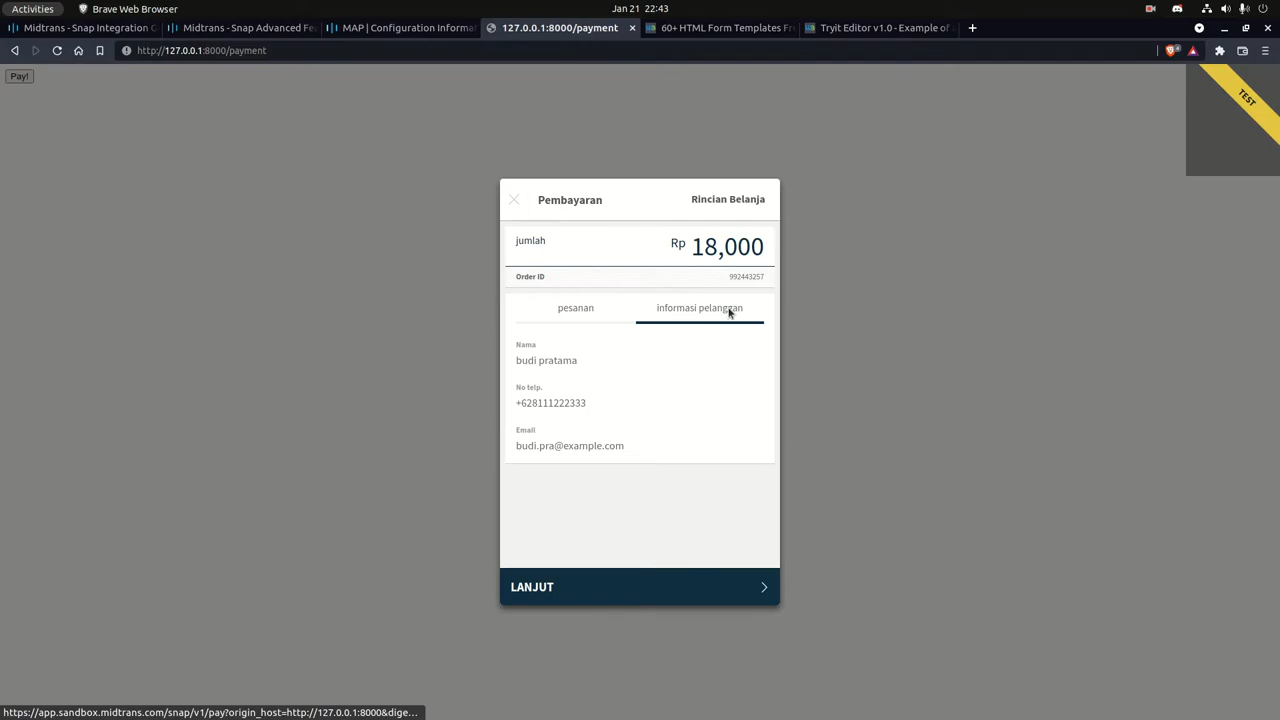 Activities
Brave Web Browser
Jan 21 22:43
Midtrans - Snap Integration G
Midtrans - Snap Advanced Fe
MAP | Configuration Informat
127.0.0.1:8000/payment
60+ HTML Form Templates Fr
Tryit Editor v1.0 - Example of
http://127.0.0.1:8000/payment
4
Pay!
TEST
Pembayaran
Rincian Belanja
jumlah
Rp 18,000
Order ID
992443257
pesanan
informasi pelanggan
Nama
budi pratama
No telp.
+628111222333
Email
budi.pra@example.com
LANJUT
https://app.sandbox.midtrans.com/snap/v1/pay?origin_host=http://127.0.0.1:8000&dige...